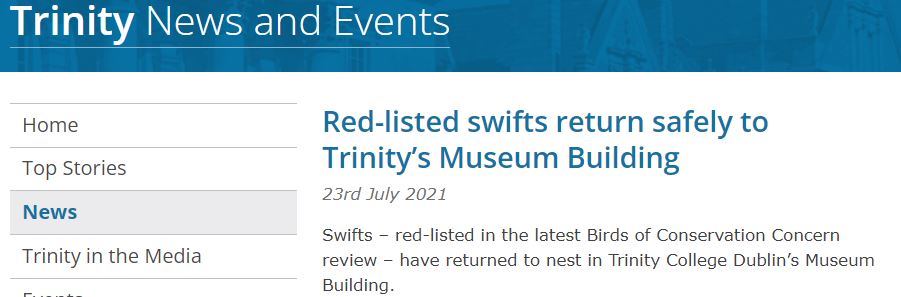 Trinity News and Events
Home
Top Stories
News
Trinity in the Media
Events
Red-listed swifts return safely to
Trinity’s Museum Building
23rd July 2021
Swifts – red-listed in the latest Birds of Conservation Concern
review – have returned to nest in Trinity College Dublin’s Museum
Building.